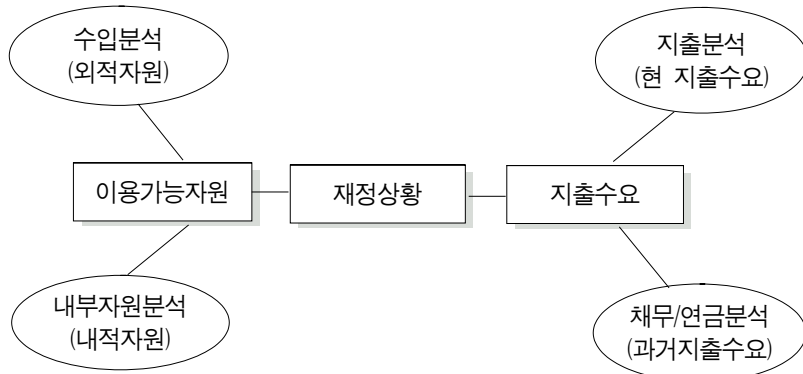 수입분석
(외적자원)
지출분석
(현 지출수요)
이용가능자원
재정상황
지출수요
내부자원분석
(내적자원)
채무/연금분석
(과거지출수요)